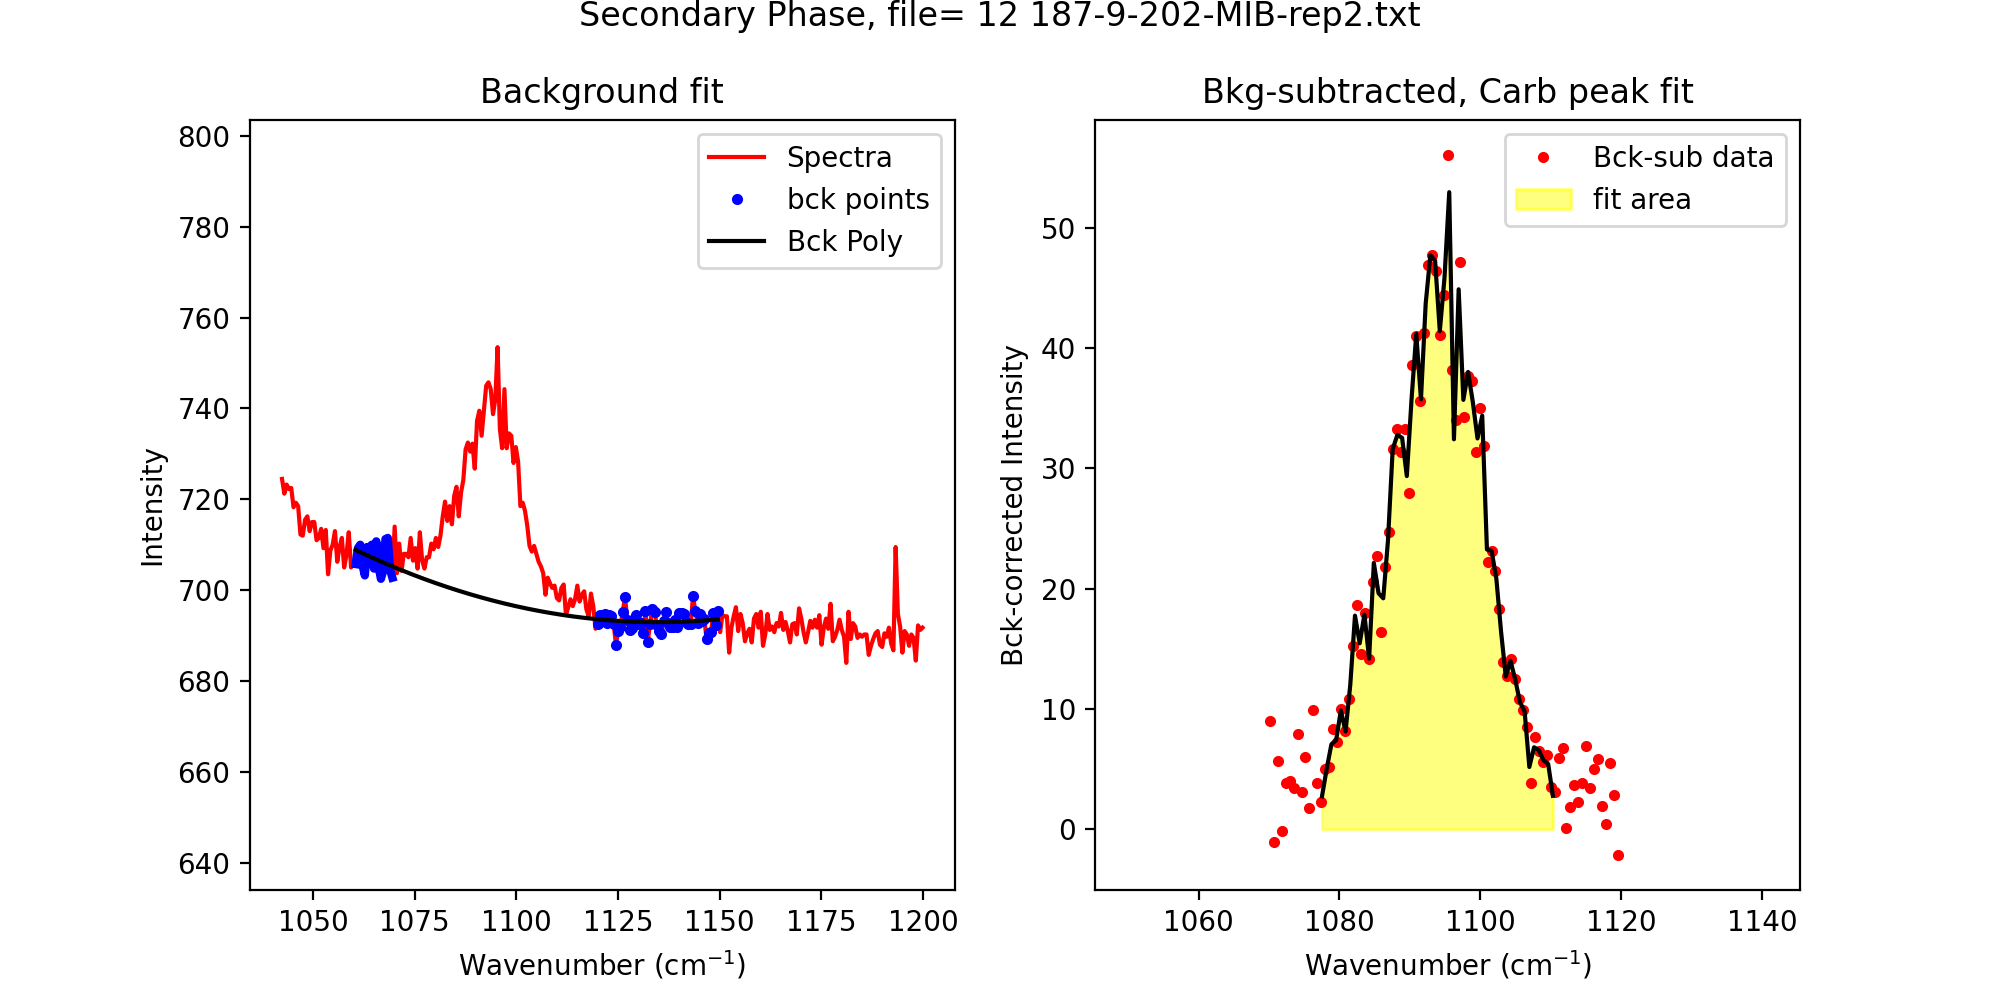 Secondary Phase, file= 12 187-9-202-MIB-rep2.txt
Background fit
Spectra
bck points
Bck Poly
800
780
760
740
720
700
680
660
640
Intensity
1050 1075 1100 1125 1150 1175 1200
Wavenumber (cm⁻¹)
Bkg-subtracted, Carb peak fit
Bck-sub data
fit area
50
40
30
20
10
0
Bck-corrected Intensity
1060 1080 1100 1120 1140
Wavenumber (cm⁻¹)